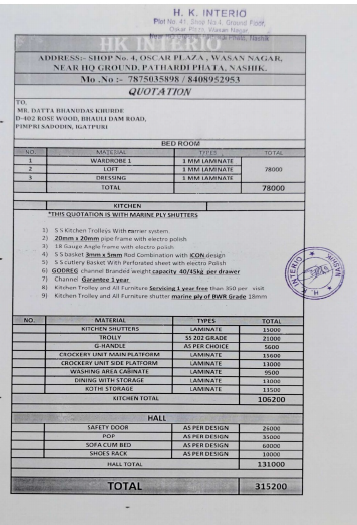 H. K. INTERIO
Plot No. 41, Shop No 4, Ground Floor,
Oscar Plaza, Wasan Nagar,
Phata, Nashik
HK INTERIO
ADDRESS:- SHOP No. 4, OSCAR PLAZA, WASAN NAGAR,
NEAR HQ GROUND, PATHARDI PHATA, NASHIK.
Mo .No :- 7875035898 / 8408952953
QUOTATION
TO,
MR. DATTA BHANUDAS KHURDE
D-402 ROSE WOOD, BHAULI DAM ROAD,
PIMPRI SADODIN, IGATPURI
BED ROOM
NO. MATERIAL TYPES TOTAL
1 WARDROBE 1 1 MM LAMINATE
2 LOFT 1 MM LAMINATE 78000
3 DRESSING 1 MM LAMINATE
TOTAL 78000
KITCHEN
*THIS QUOTATION IS WITH MARINE PLY SHUTTERS
1) S S Kitchen Trolleys With corner system.
2) 20mm x 20mm pipe frame with electro polish
3) 18 Gauge Angle frame with electro polish
4) S S basket 3mm x 5mm Rod Combination with ICON design
5) S S cutlery Basket With Perforated sheet with electro Polish
6) GODREG channel Branded weight capacity 40/45kg per drawer
7) Channel Garantee 1 year
8) Kitchen Trolley and All Furniture Servicing 1 year free than 350 per visit
9) Kitchen Trolley and All Furniture shutter marine ply of BWR Grade 18mm
INTERIO
NASHIK
H
NO. MATERIAL TYPES TOTAL
KITCHEN SHUTTERS LAMINATE 15000
TROLLY SS 202 GRADE 21000
G-HANDLE AS PER CHOICE 5600
CROCKERY UNIT MAIN PLATFORM LAMINATE 15600
CROCKERY UNIT SIDE PLATFORM LAMINATE 13000
WASHING AREA CABINATE LAMINATE 9500
DINING WITH STORAGE LAMINATE 13000
KOTHI STORAGE LAMINATE 13500
KITCHEN TOTAL 106200
HALL
SAFETY DOOR AS PER DESIGN 26000
POP AS PER DESIGN 35000
SOFA CUM BED AS PER DESIGN 60000
SHOES RACK AS PER DESIGN 10000
HALL TOTAL 131000
TOTAL 315200